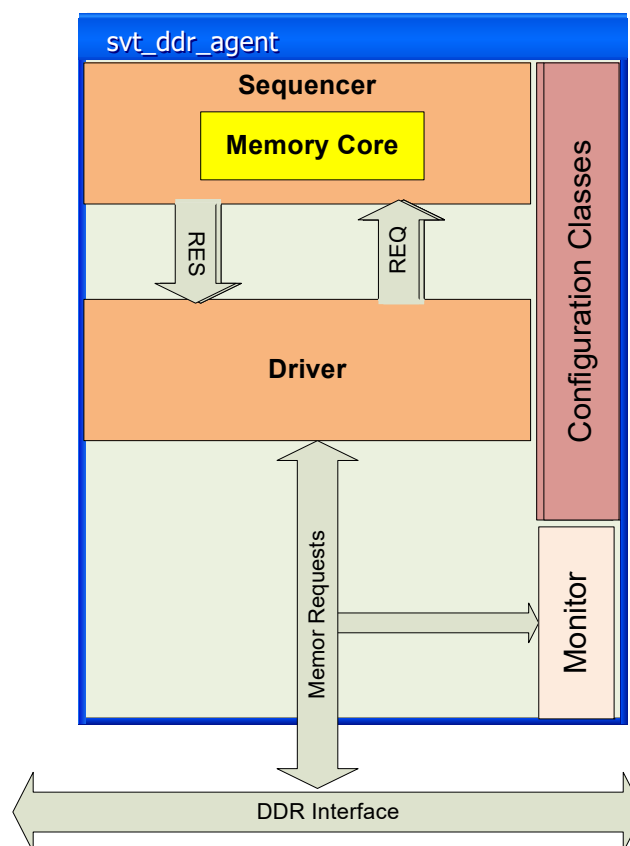 svt_ddr_agent
Sequencer
Memory Core
RES
REQ
Configuration Classes
Driver
Memor Requests
Monitor
DDR Interface